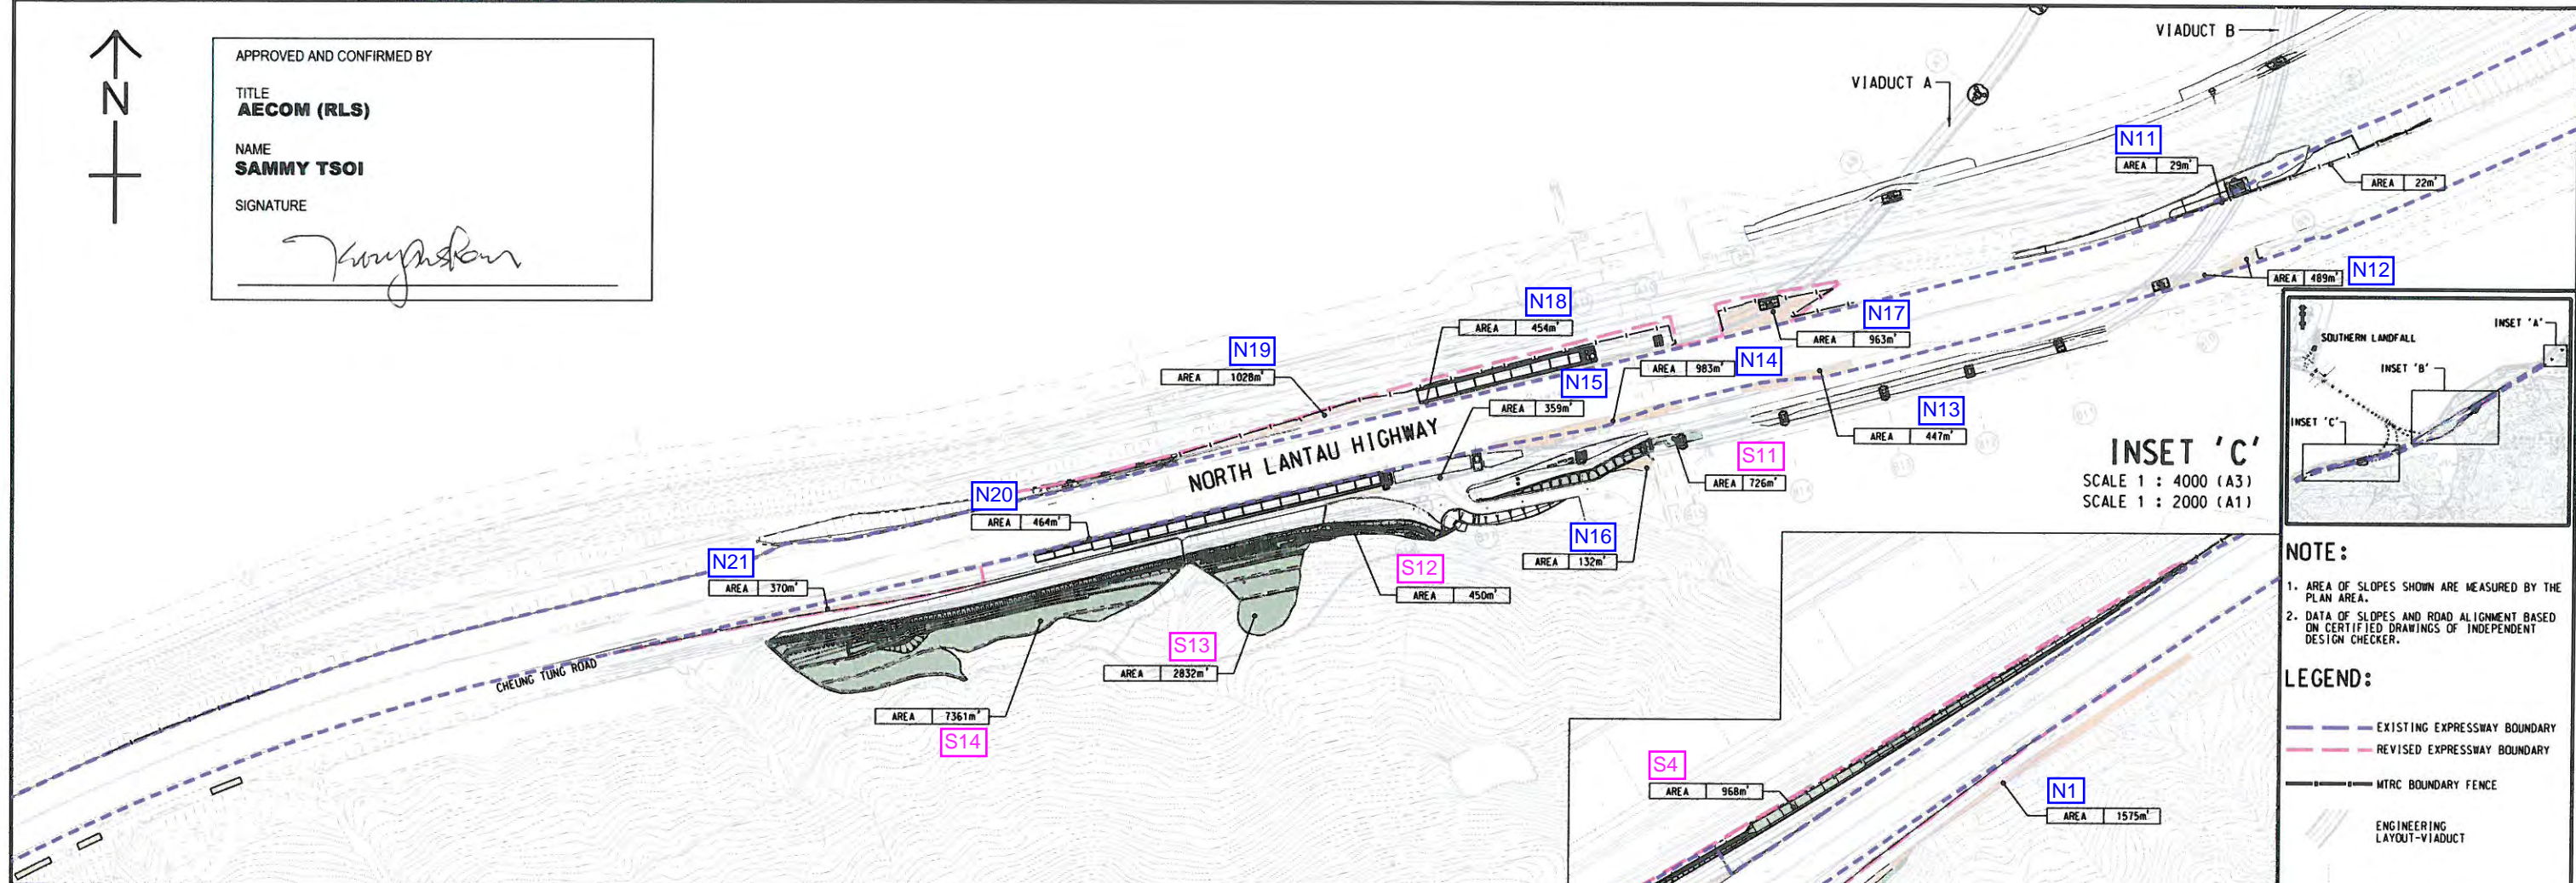 N
APPROVED AND CONFIRMED BY
TITLE
AECOM (RLS)
NAME
SAMMY TSOI
SIGNATURE
VIADUCT B
VIADUCT A
N11
AREA 29m²
AREA 22m²
AREA 489m²
N12
N18
AREA 454m²
N17
AREA 963m²
N19
AREA 1028m²
N15
AREA 359m²
AREA 983m²
N14
N13
AREA 447m²
NORTH LANTAU HIGHWAY
S11
AREA 726m²
N20
AREA 464m²
N16
AREA 132m²
N21
AREA 370m²
S12
AREA 450m²
S13
AREA 2832m²
CHEUNG TUNG ROAD
AREA 7361m²
S14
INSET 'C'
SCALE 1 : 4000 (A3)
SCALE 1 : 2000 (A1)
S4
AREA 968m²
N1
AREA 1575m²
INSET 'A'
SOUTHERN LANDFALL
INSET 'B'
INSET 'C'
NOTE:
1. AREA OF SLOPES SHOWN ARE MEASURED BY THE
PLAN AREA.
2. DATA OF SLOPES AND ROAD ALIGNMENT BASED
ON CERTIFIED DRAWINGS OF INDEPENDENT
DESIGN CHECKER.
LEGEND:
EXISTING EXPRESSWAY BOUNDARY
REVISED EXPRESSWAY BOUNDARY
MTRC BOUNDARY FENCE
ENGINEERING
LAYOUT-VIADUCT